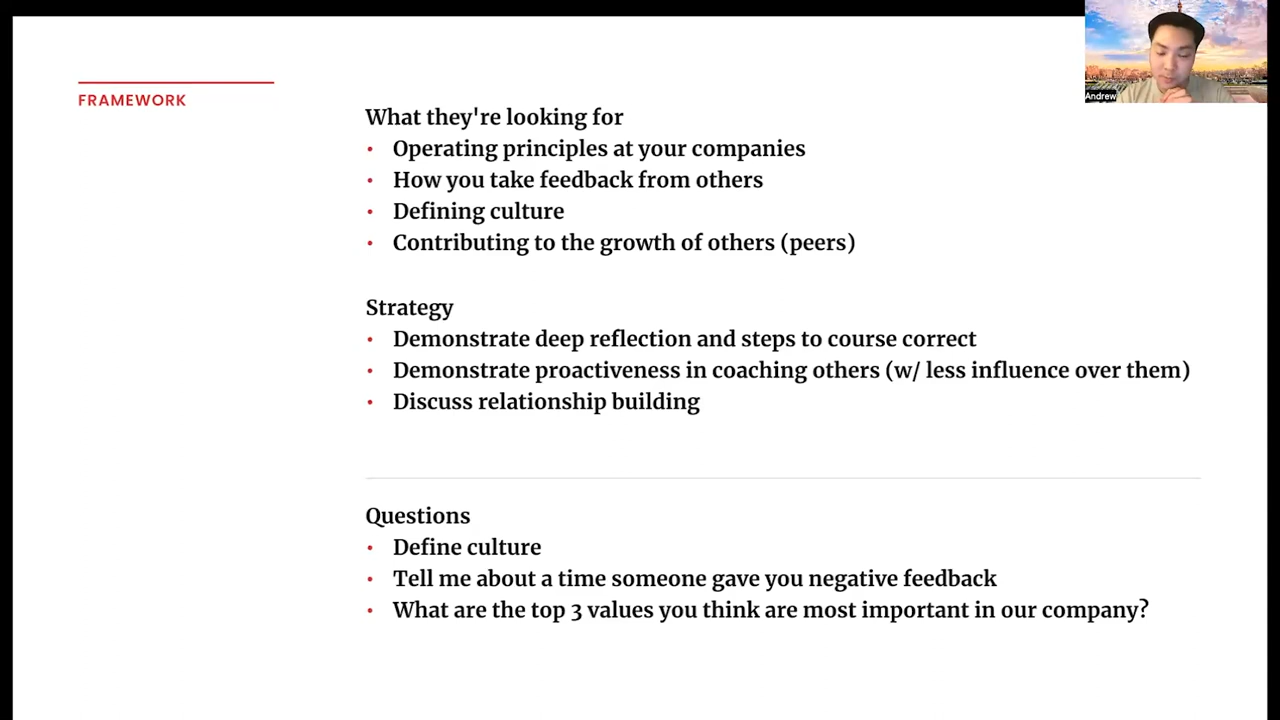 FRAMEWORK
What they're looking for
• Operating principles at your companies
• How you take feedback from others
• Defining culture
• Contributing to the growth of others (peers)
Strategy
• Demonstrate deep reflection and steps to course correct
• Demonstrate proactiveness in coaching others (w/ less influence over them)
• Discuss relationship building
Questions
• Define culture
• Tell me about a time someone gave you negative feedback
• What are the top 3 values you think are most important in our company?
Andrew